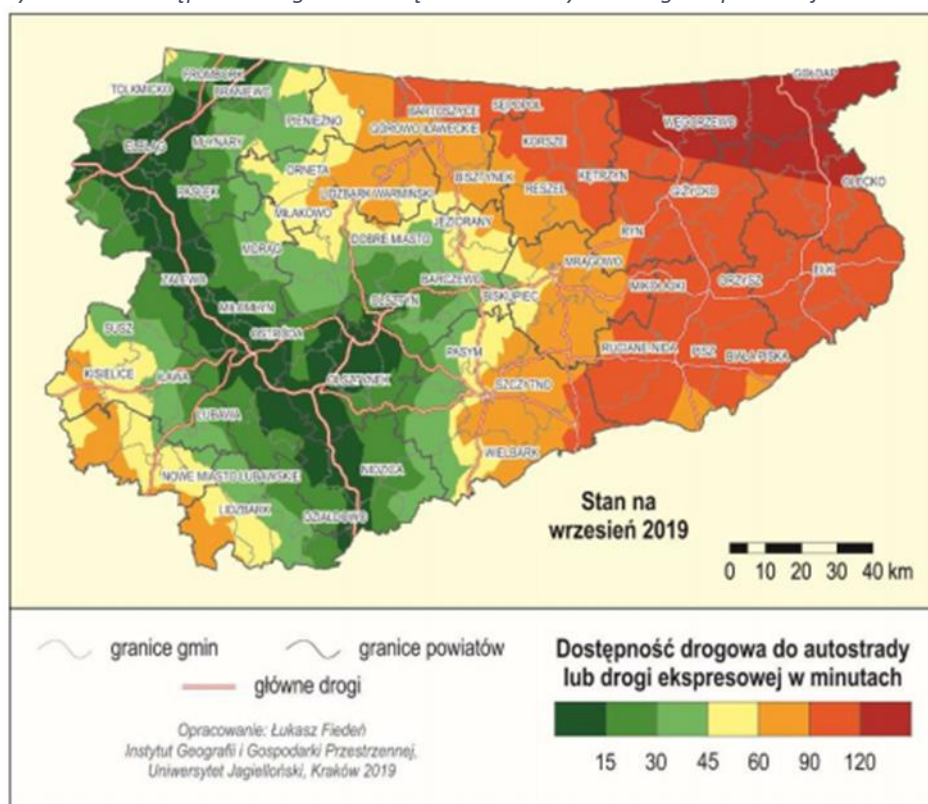 FROMBORK
TOLKMICKO
BRANIEWO
GOŁDAP
BARTOSZYCE
SĘPOPOL
PIENIĘŻNO
GÓROWO IŁAWECKIE
WĘGORZEWO
ELBLĄG
MŁYNARY
KORSZE
ORNETA
BISZTYNEK
KĘTRZYN
PASŁĘK
LIDZBARK WARMIŃSKI
RESZEL
GIŻYCKO
OLECKO
MIŁAKOWO
JEZIORANY
RYN
MORĄG
DOBRE MIASTO
MRĄGOWO
ZALEWO
BARCZEWO
MIKOŁAJKI
ORZYSZ
EŁK
MIŁOMŁYN
OLSZTYN
BISKUPIEC
SUSZ
OSTRÓDA
PASYM
RUCIANE-NIDA
PISZ
BIAŁA PISKA
KISIELICE
IŁAWA
OLSZTYNEK
SZCZYTNO
LUBAWA
WIELBARK
NOWE MIASTO LUBAWSKIE
NIDZICA
LIDZBARK
DZIAŁDOWO
Stan na
wrzesień 2019
0 10 20 30 40 km
granice gmin
granice powiatów
główne drogi
Opracowanie: Łukasz Fiedeń
Instytut Geografii i Gospodarki Przestrzennej,
Uniwersytet Jagielloński, Kraków 2019
Dostępność drogowa do autostrady
lub drogi ekspresowej w minutach
15 30 45 60 90 120